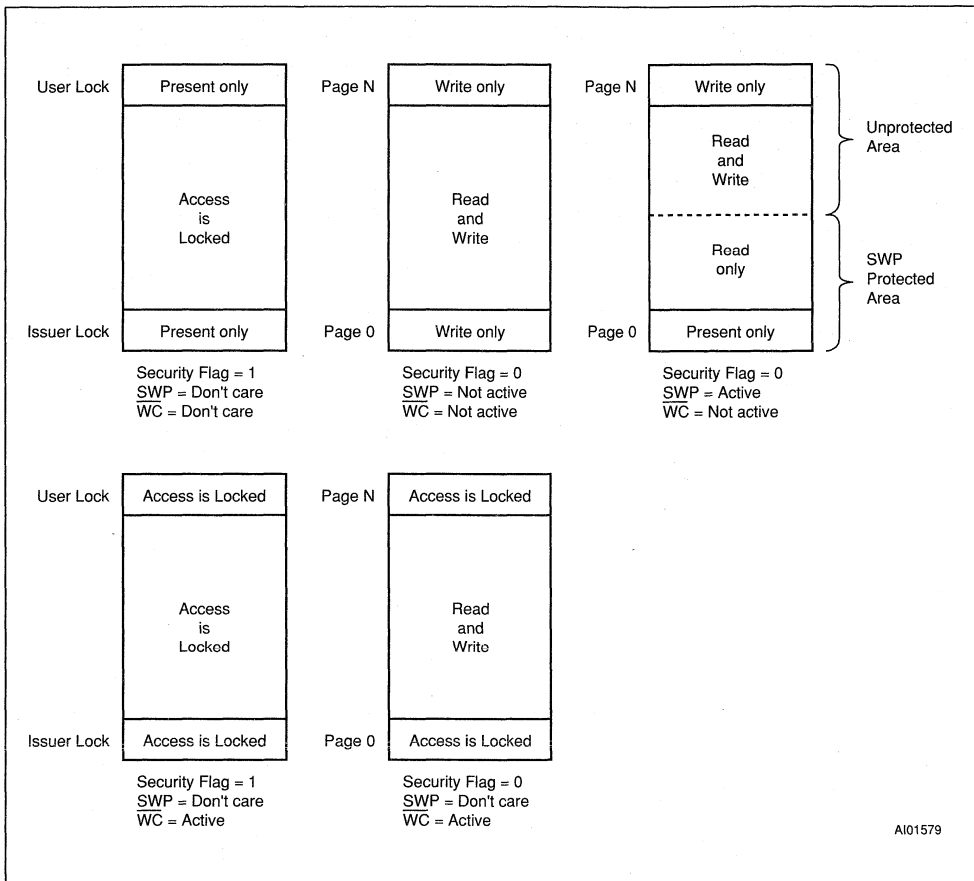 User Lock
Present only
Access
is
Locked
Issuer Lock
Present only
Security Flag = 1
SWP = Don't care
WC = Don't care
Page N
Write only
Read
and
Write
Page 0
Write only
Security Flag = 0
SWP = Not active
WC = Not active
Page N
Write only
Read
and
Write
Read
only
Page 0
Present only
Unprotected
Area
SWP
Protected
Area
Security Flag = 0
SWP = Active
WC = Not active
User Lock
Access is Locked
Access
is
Locked
Issuer Lock
Access is Locked
Security Flag = 1
SWP = Don't care
WC = Active
Page N
Access is Locked
Read
and
Write
Page 0
Access is Locked
Security Flag = 0
SWP = Don't care
WC = Active
AI01579